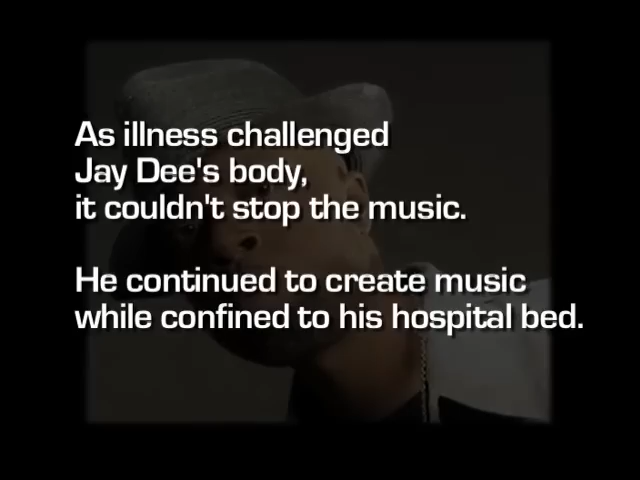 As illness challenged
Jay Dee's body,
it couldn't stop the music.
He continued to create music
while confined to his hospital bed.